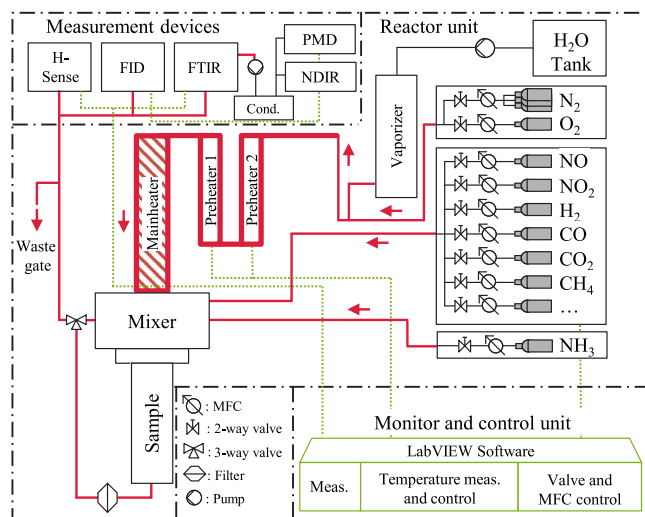 Measurement devices
Reactor unit
H-
Sense
FID
FTIR
PMD
NDIR
Cond.
H2O
Tank
Vaporizer
N2
O2
NO
NO2
H2
CO
CO2
CH4
...
NH3
Mainheater
Preheater 1
Preheater 2
Waste
gate
Mixer
Sample
: MFC
: 2-way valve
: 3-way valve
: Filter
: Pump
Monitor and control unit
LabVIEW Software
Meas.
Temperature meas.
and control
Valve and
MFC control